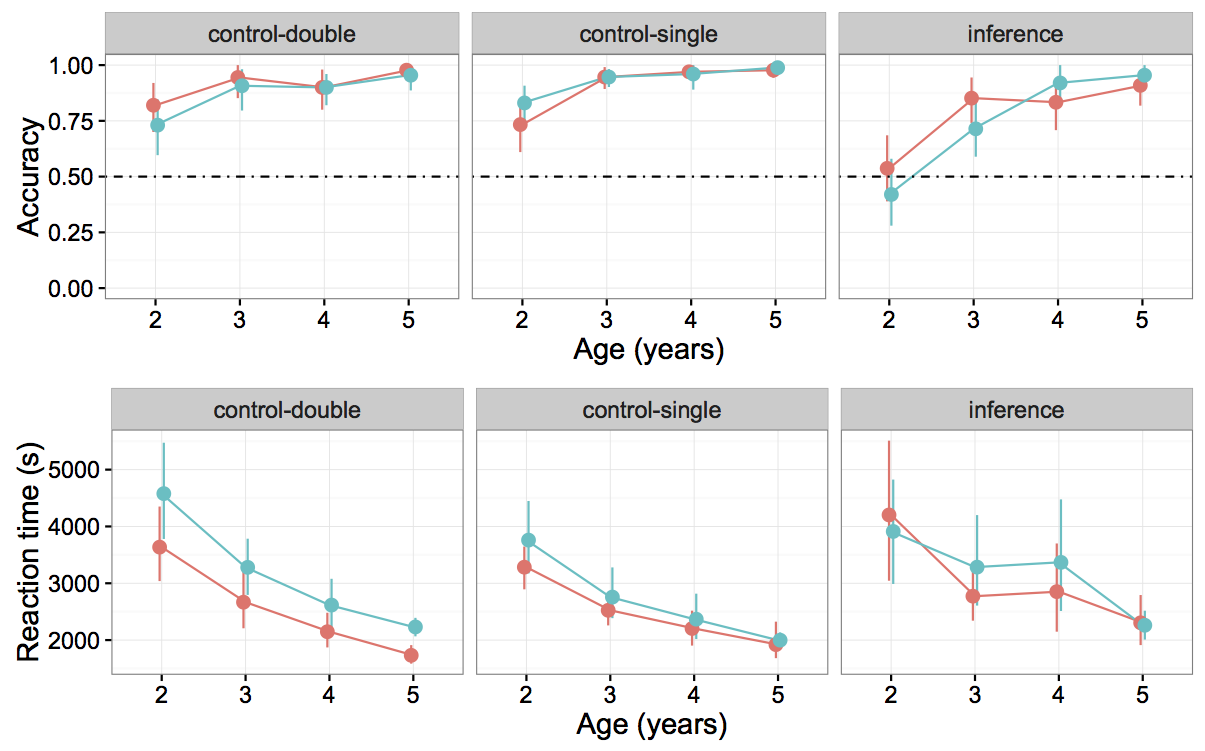 control-double control-single inference
Accuracy
1.00
0.75
0.50
0.25
0.00
2 3 4 5 2 3 4 5 2 3 4 5
Age (years)
control-double control-single inference
Reaction time (s)
5000
4000
3000
2000
2 3 4 5 2 3 4 5 2 3 4 5
Age (years)